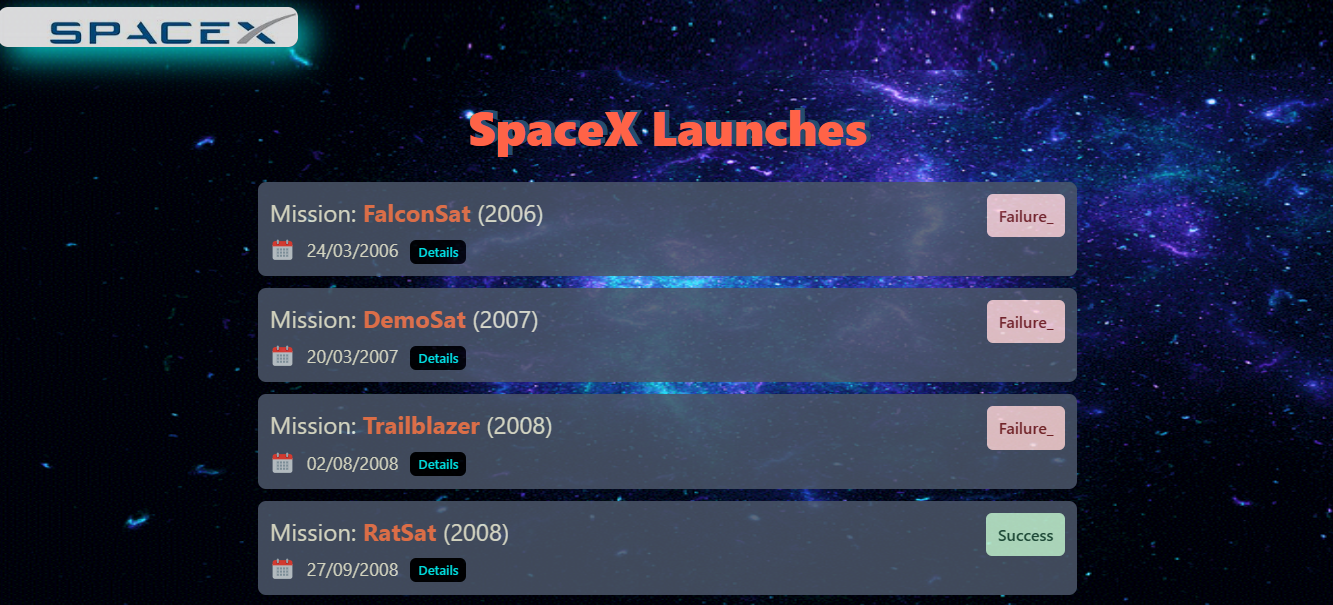 SPACEX
SpaceX Launches
Mission: FalconSat (2006)
Failure_
24/03/2006 Details
Mission: DemoSat (2007)
Failure_
20/03/2007 Details
Mission: Trailblazer (2008)
Failure_
02/08/2008 Details
Mission: RatSat (2008)
Success
27/09/2008 Details